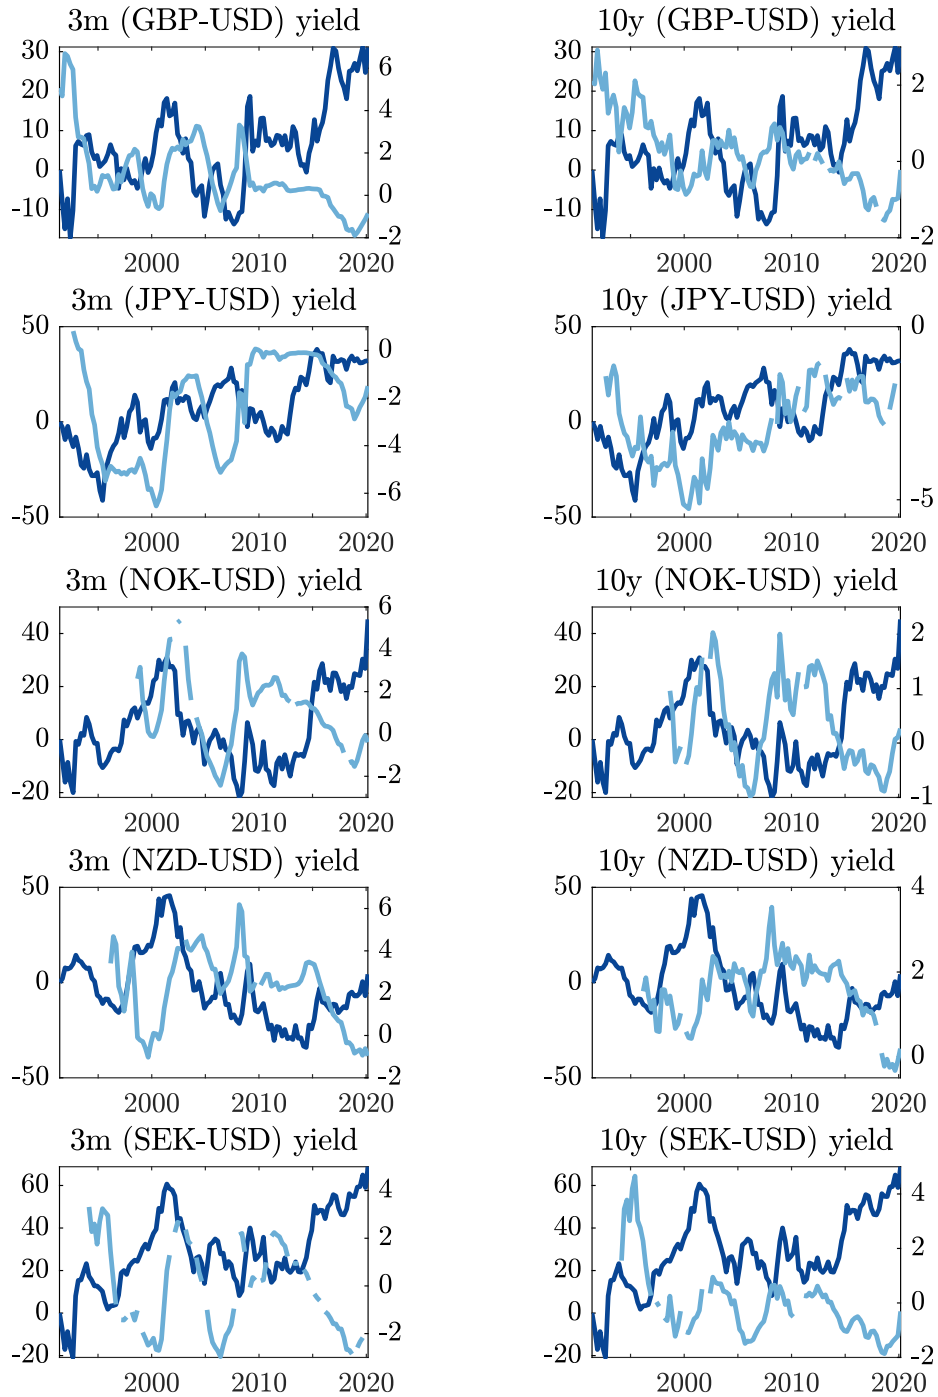 3m (GBP-USD) yield 10y (GBP-USD) yield
30 6 30
20 4 20 2
10 2 10
0 0 0 0
-10 -10
-2 -2
2000 2010 2020 2000 2010 2020
3m (JPY-USD) yield 10y (JPY-USD) yield
50 50 0
0
-2
0 0
-4
-6 -5
-50 -50
2000 2010 2020 2000 2010 2020
3m (NOK-USD) yield 10y (NOK-USD) yield
6
40 4 40 2
20 2 20 1
0 0 0 0
-2
-20 -20 -1
2000 2010 2020 2000 2010 2020
3m (NZD-USD) yield 10y (NZD-USD) yield
50 6 50 4
4
0 2 0 2
0 0
-50 -2 -50
2000 2010 2020 2000 2010 2020
3m (SEK-USD) yield 10y (SEK-USD) yield
60 4 60 4
40 2 40 2
20 0 20
0 0 0
-2
-20 -20 -2
2000 2010 2020 2000 2010 2020